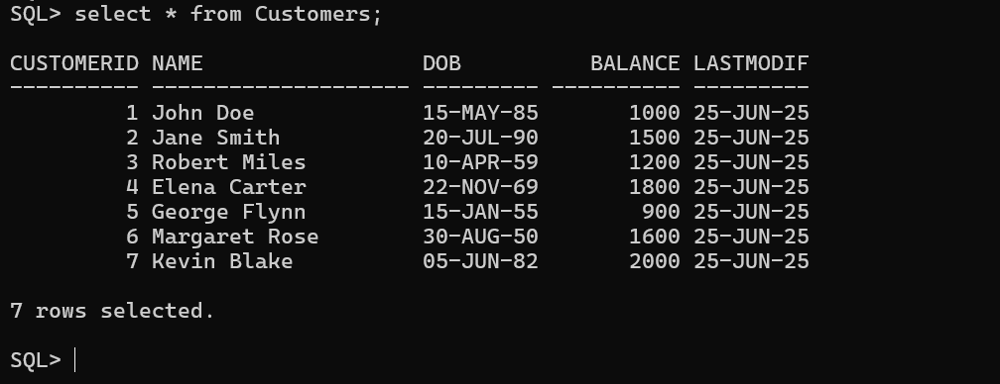 SQL> select * from Customers;
CUSTOMERID NAME                 DOB          BALANCE LASTMODIF
---------- -------------------- --------- ---------- ---------
         1 John Doe             15-MAY-85       1000 25-JUN-25
         2 Jane Smith           20-JUL-90       1500 25-JUN-25
         3 Robert Miles         10-APR-59       1200 25-JUN-25
         4 Elena Carter         22-NOV-69       1800 25-JUN-25
         5 George Flynn         15-JAN-55        900 25-JUN-25
         6 Margaret Rose        30-AUG-50       1600 25-JUN-25
         7 Kevin Blake          05-JUN-82       2000 25-JUN-25
7 rows selected.
SQL>